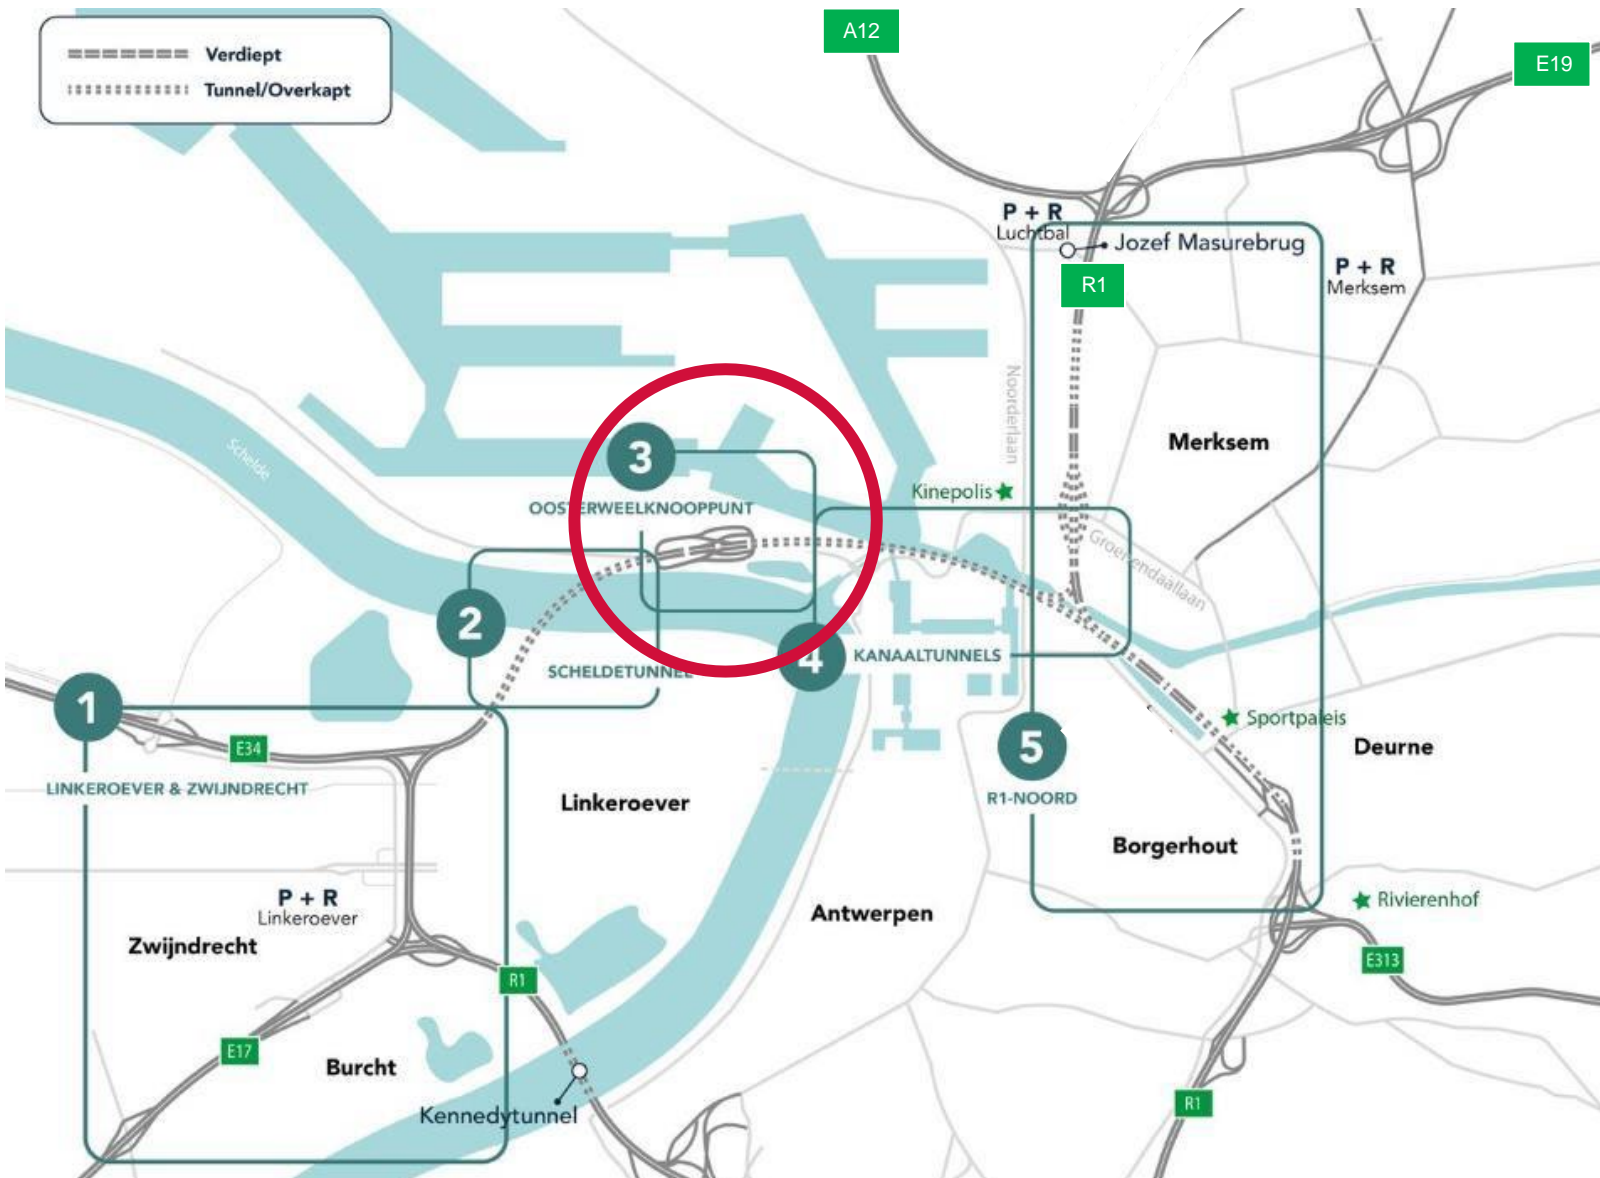 Verdiept
Tunnel/Overkapt
A12
E19
P + R
Luchtbal
Jozef Masurebrug
R1
P + R
Merksem
Noorderlaan
Schelde
Merksem
3
OOSTERWEELKNOOPPUNT
Kinepolis
Groenendaallaan
2
SCHELDETUNNEL
4
KANAALTUNNELS
1
E34
LINKEROEVER & ZWIJNDRECHT
Linkeroever
5
R1-NOORD
Sportpaleis
Deurne
Borgerhout
P + R
Linkeroever
Zwijndrecht
Antwerpen
Rivierenhof
E313
R1
E17
Burcht
Kennedytunnel
R1